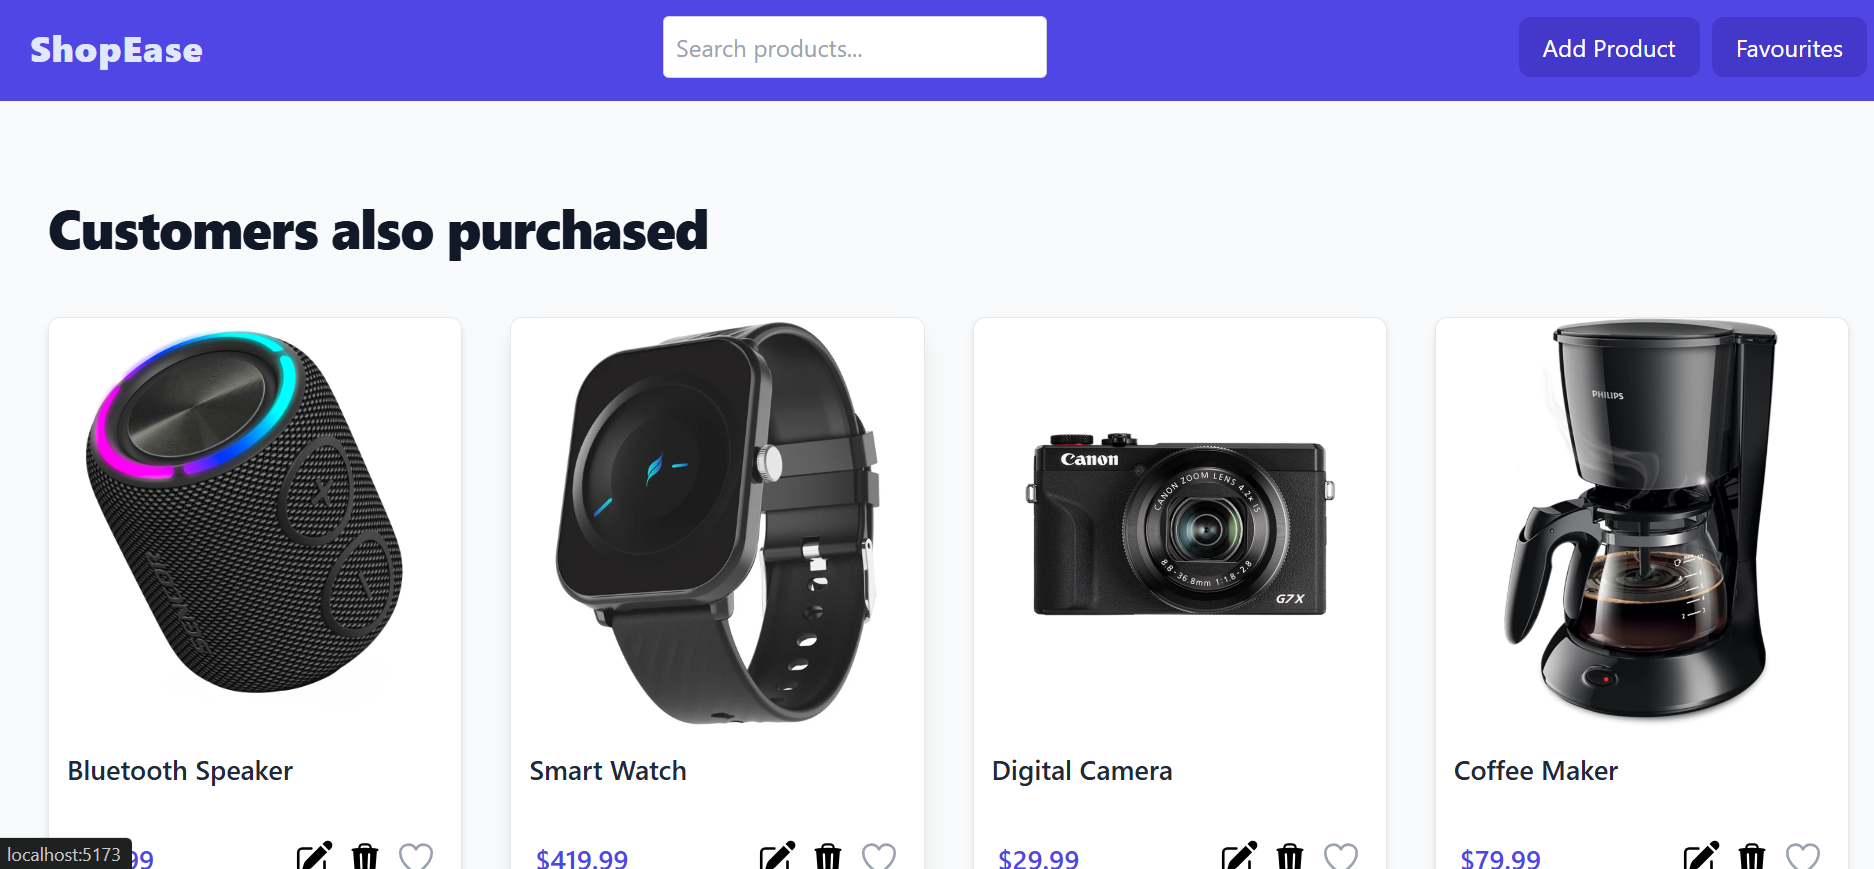 ShopEase
Search products...
Add Product
Favourites
Customers also purchased
Canon
CANON ZOOM LENS 4.2x IS
8.8-36.8mm 1:1.8-2.8
G7X
PHILIPS
Bluetooth Speaker
Smart Watch
Digital Camera
Coffee Maker
localhost:5173
99
$419.99
$29.99
$79.99